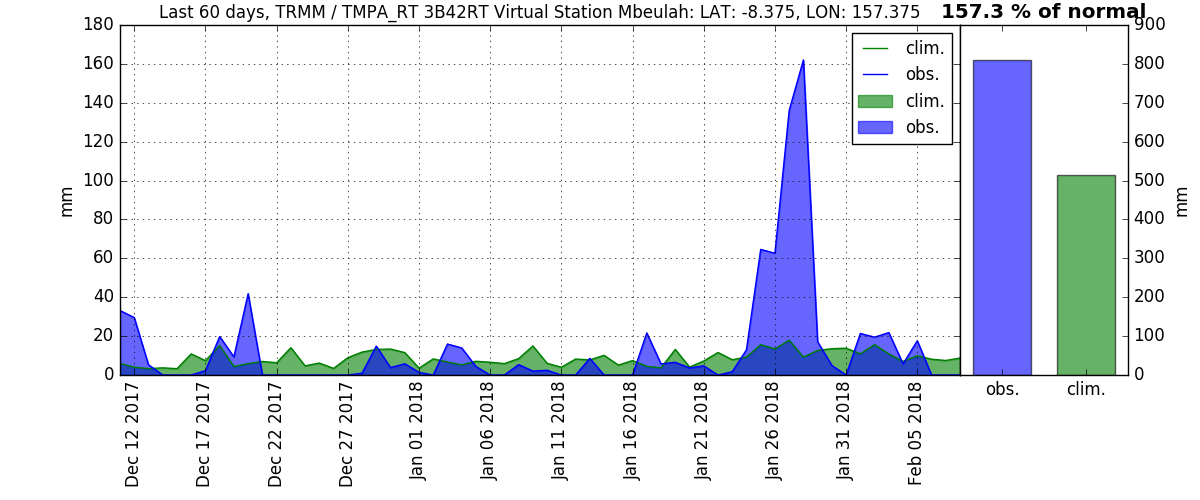 Last 60 days, TRMM / TMPA_RT 3B42RT Virtual Station Mbeulah: LAT: -8.375, LON: 157.375
157.3 % of normal
180
160
140
120
100
80
60
40
20
0
mm
clim.
obs.
clim.
obs.
900
800
700
600
500
400
300
200
100
0
mm
Dec 12 2017
Dec 17 2017
Dec 22 2017
Dec 27 2017
Jan 01 2018
Jan 06 2018
Jan 11 2018
Jan 16 2018
Jan 21 2018
Jan 26 2018
Jan 31 2018
Feb 05 2018
obs.
clim.